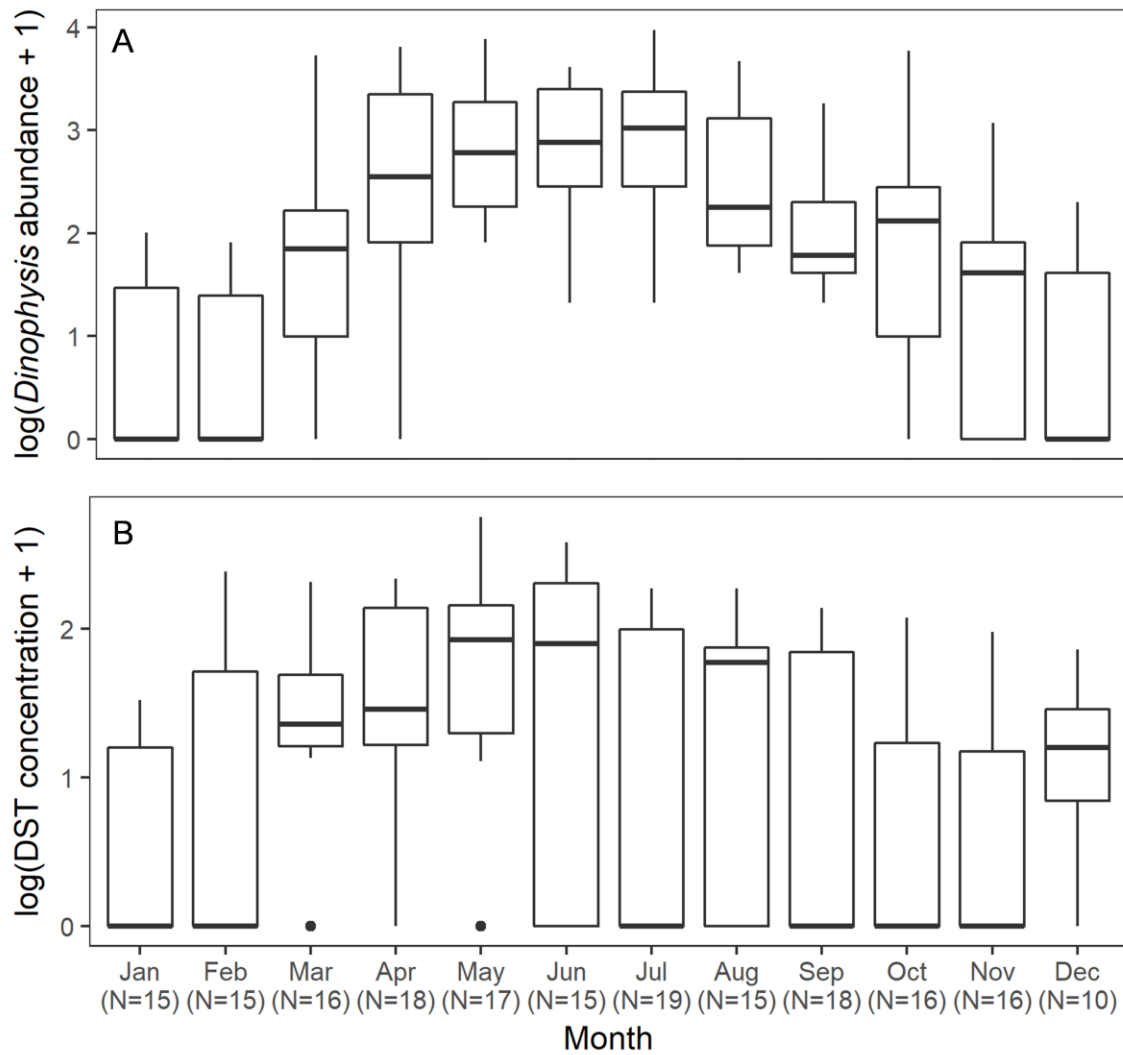 A
log(Dinophysis abundance + 1)
4
3
2
1
0
B
log(DST concentration + 1)
2
1
0
Jan Feb Mar Apr May Jun Jul Aug Sep Oct Nov Dec
(N=15) (N=15) (N=16) (N=18) (N=17) (N=15) (N=19) (N=15) (N=18) (N=16) (N=16) (N=10)
Month